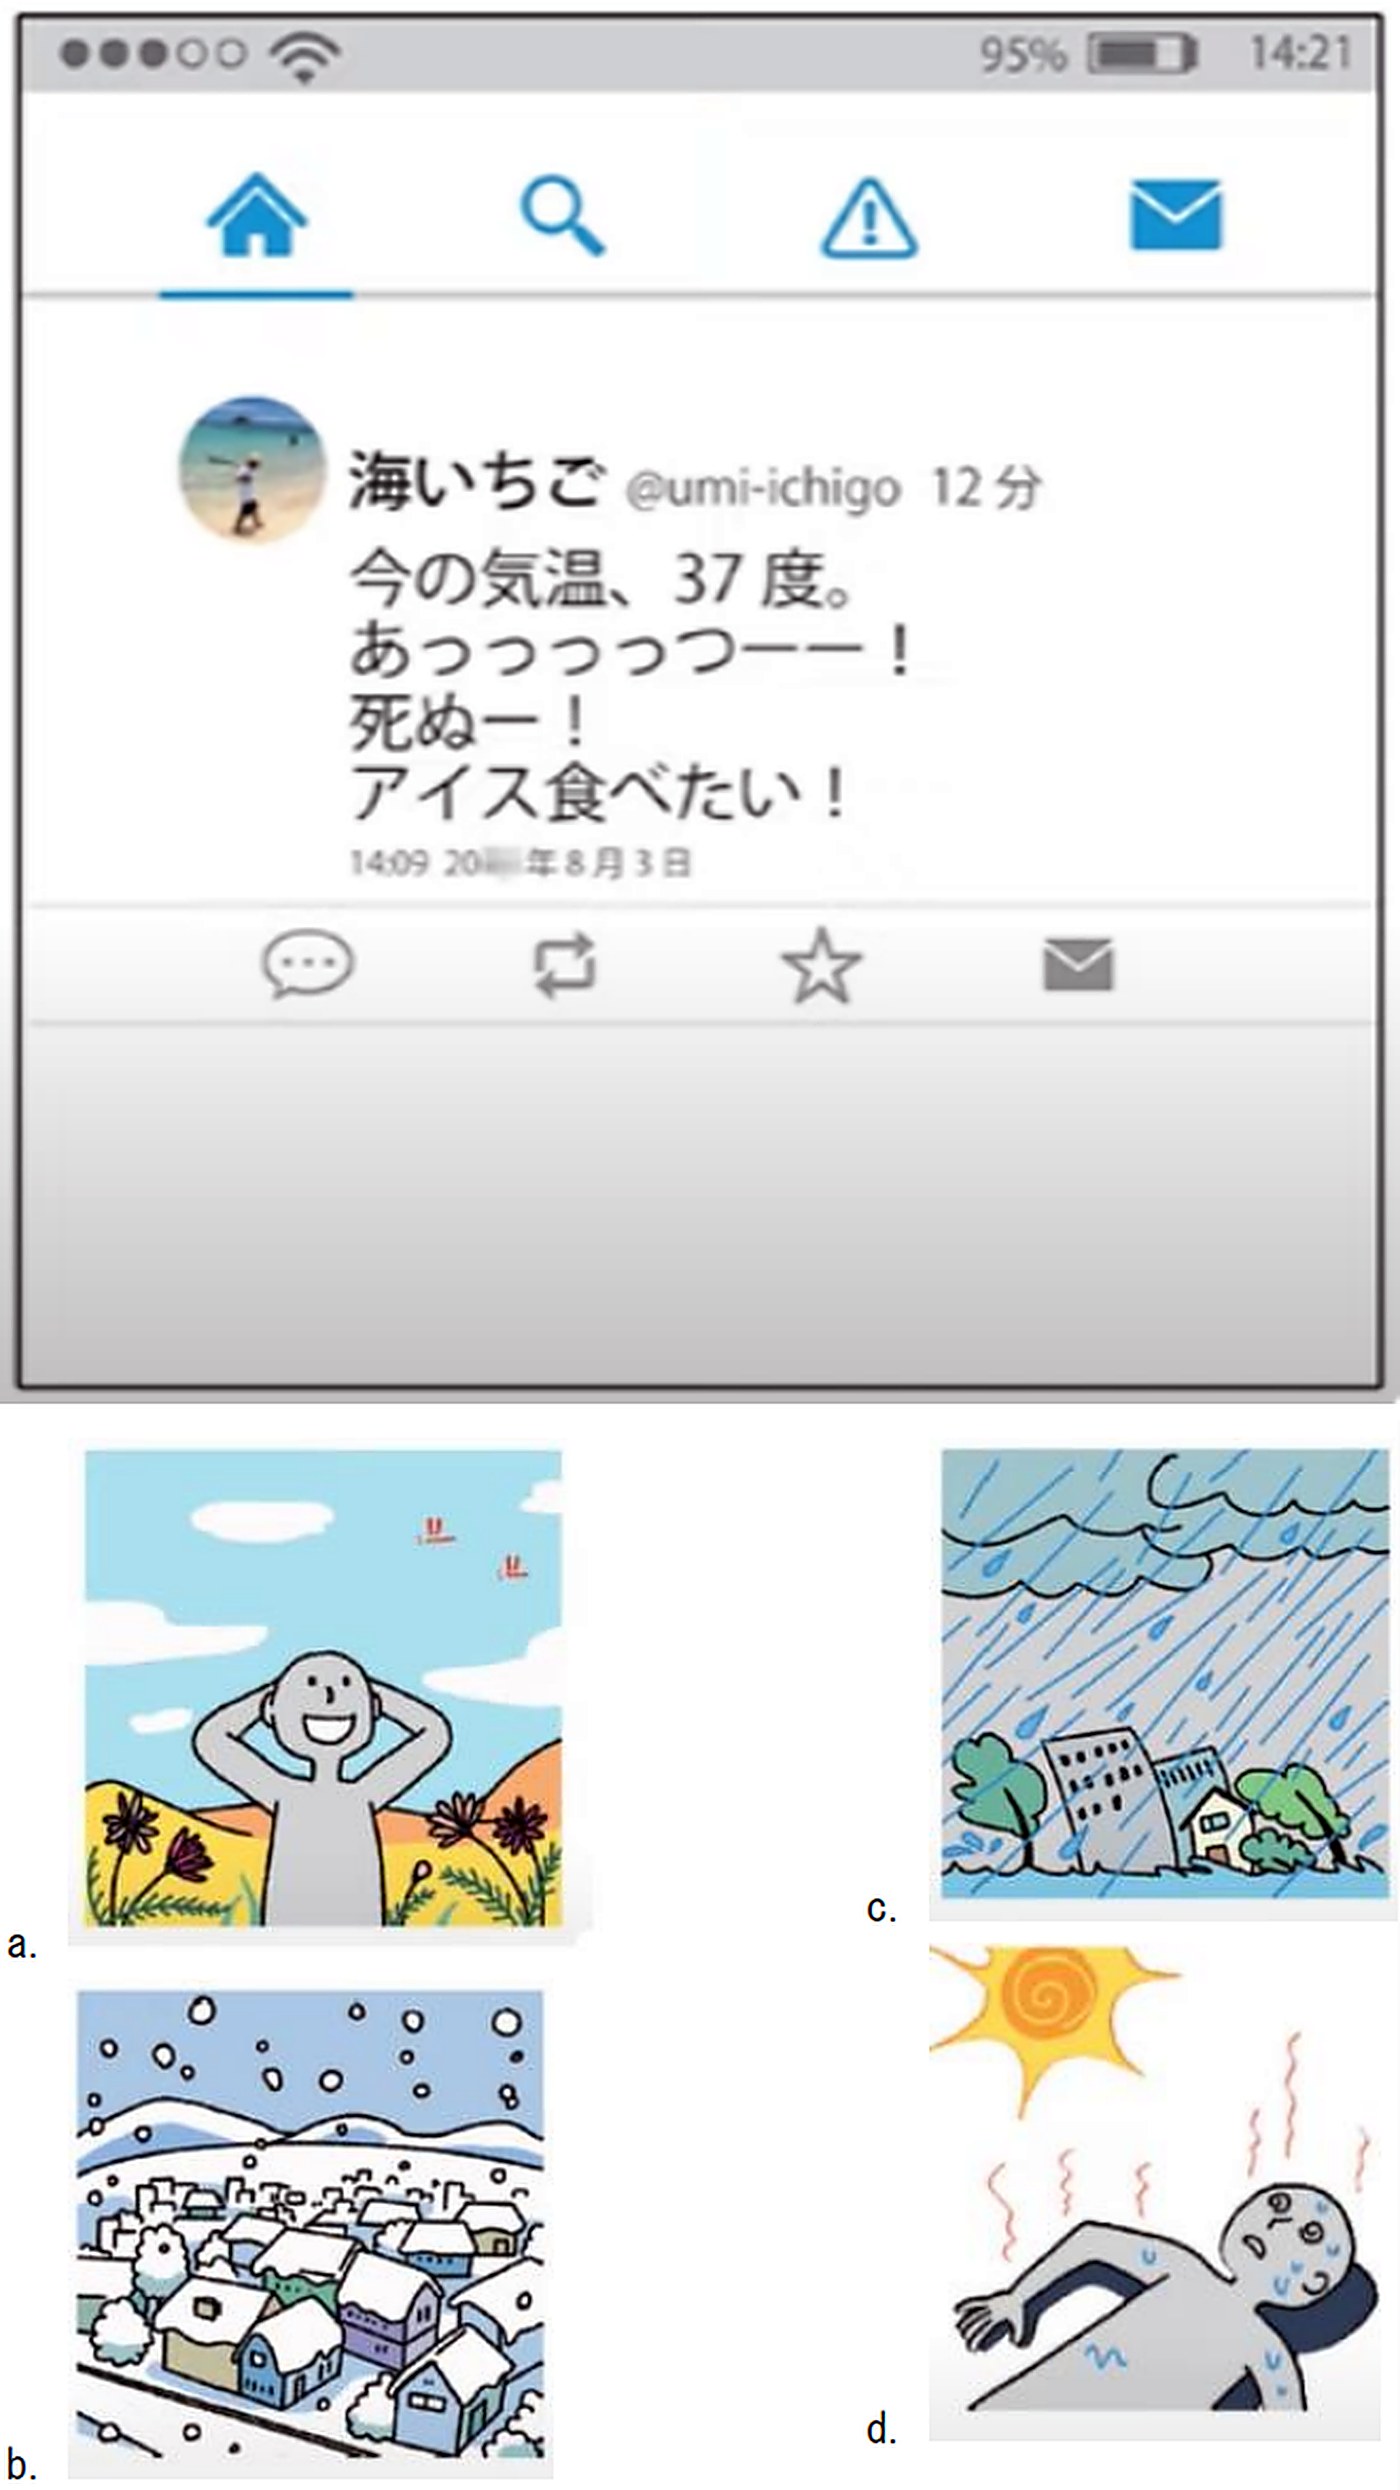 95% 14:21
海いちご @umi-ichigo 12分
今の気温、37度。
あっっっっつーー！
死ぬー！
アイス食べたい！
14:09 20 年8月3日
a.
c.
b.
d.